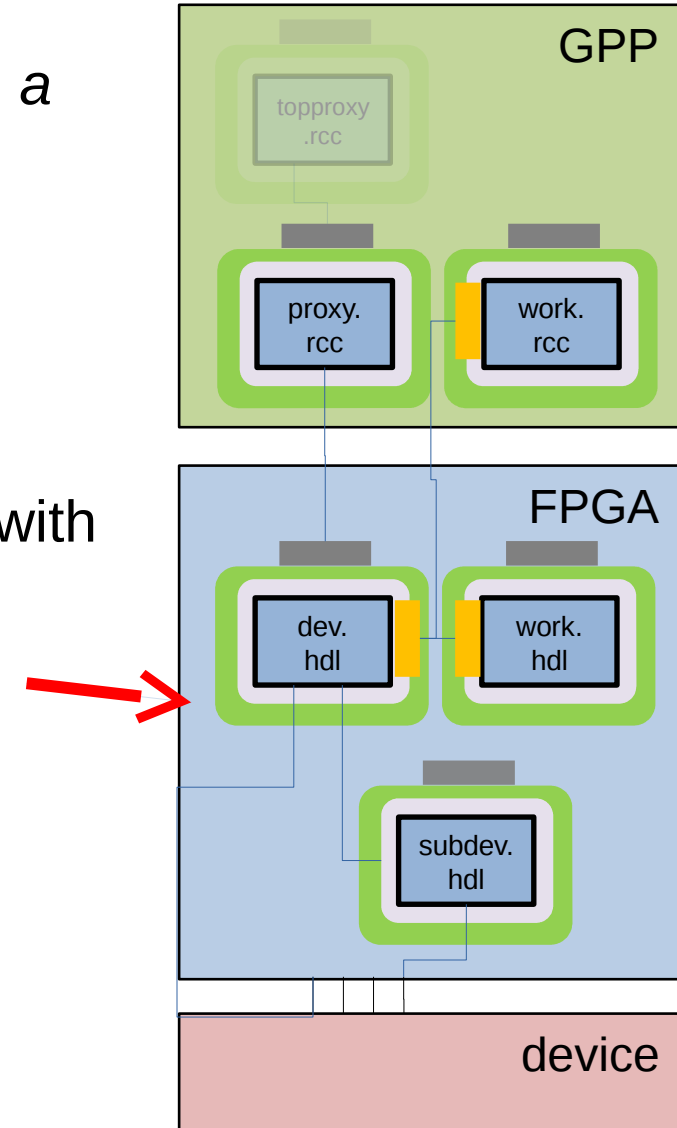 GPP
a
topproxy
.rcc
proxy.
rcc
work.
rcc
FPGA
with
dev.
hdl
work.
hdl
subdev.
hdl
device